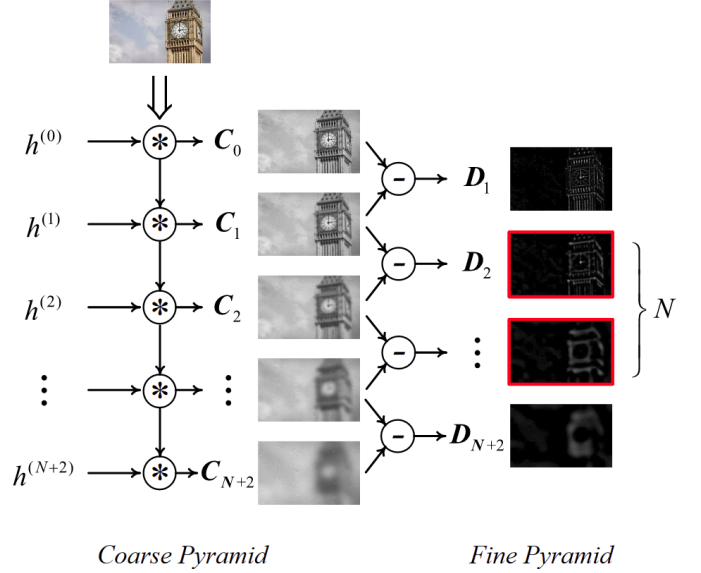 h^(0) * C_0
- D_1
h^(1) * C_1
- D_2
h^(2) * C_2
N
- ⋮
⋮ * ⋮
- D_N+2
h^(N+2) * C_N+2
Coarse Pyramid Fine Pyramid